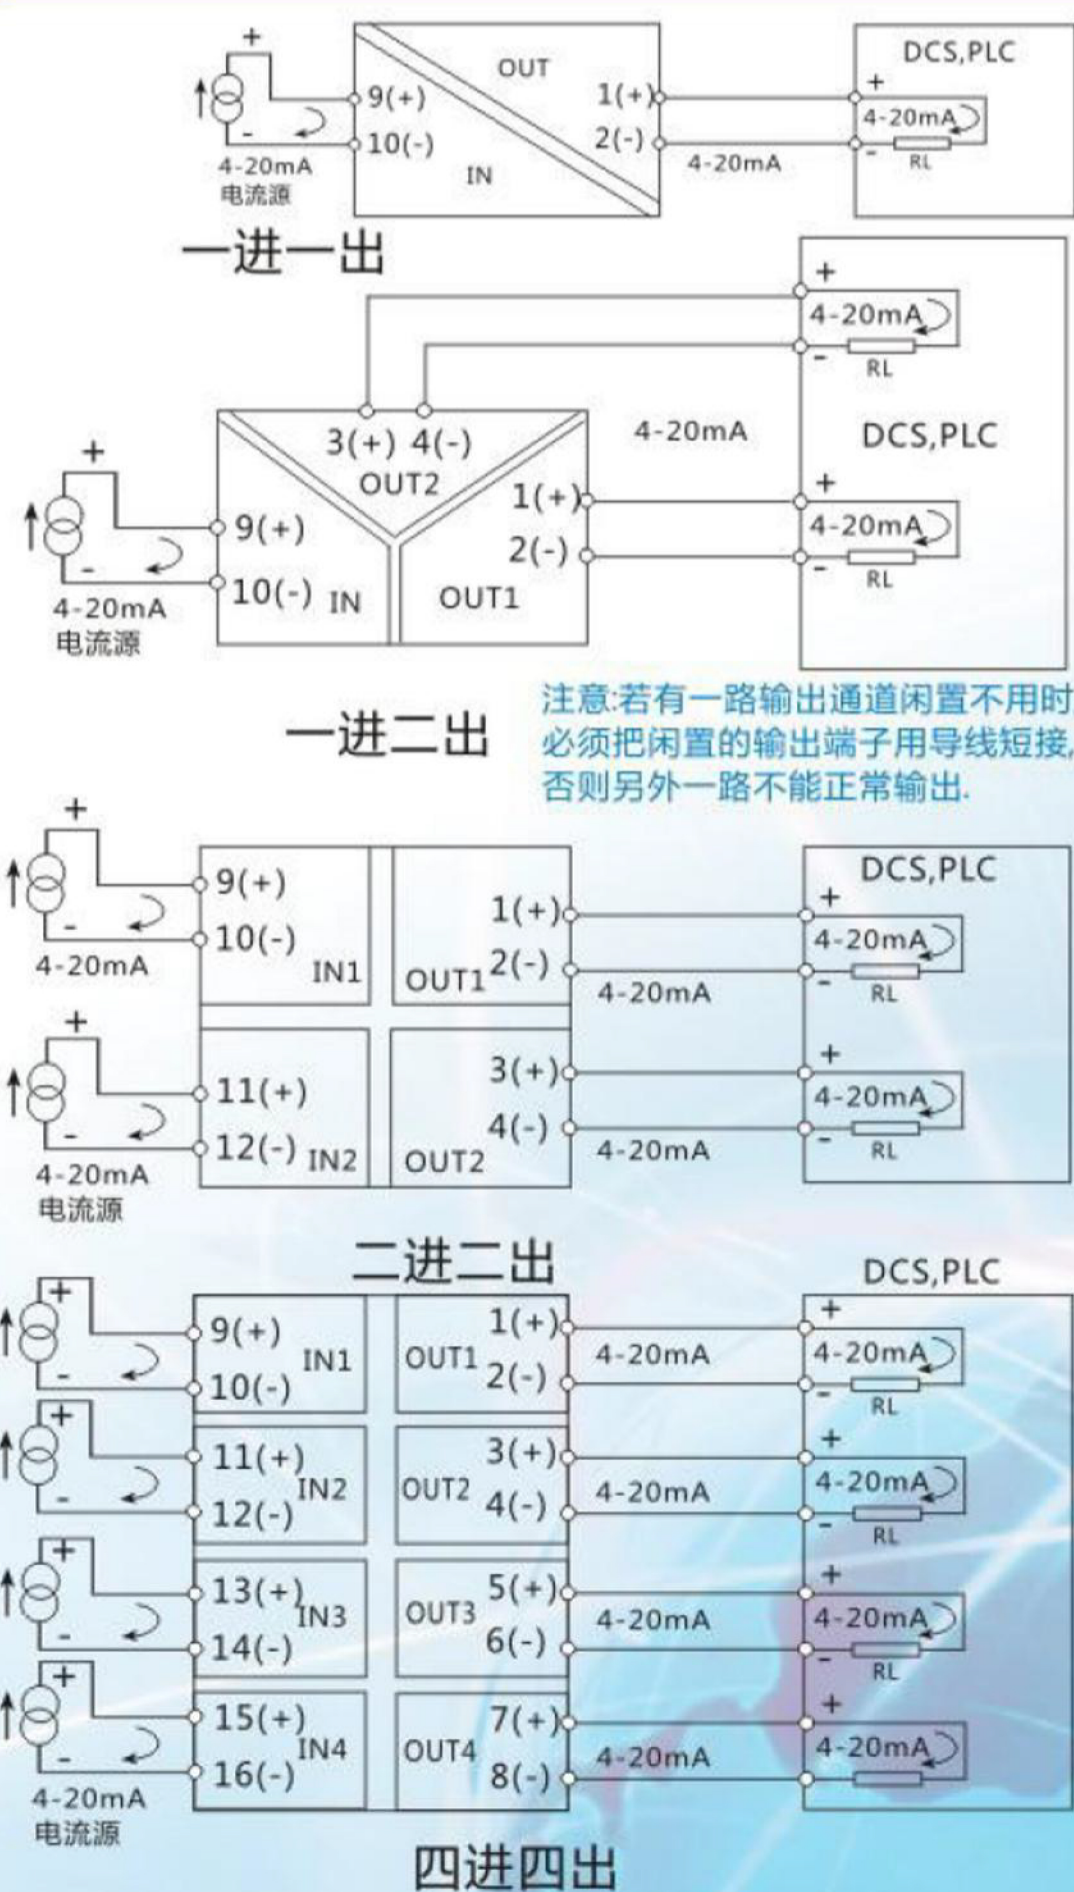 +
9(+)
10(-)
-
4-20mA
电流源
OUT
IN
1(+)
2(-)
4-20mA
DCS,PLC
+
4-20mA
-
RL
一进一出
+
4-20mA
-
RL
DCS,PLC
3(+) 4(-)
OUT2
4-20mA
+
9(+)
-
10(-) IN
4-20mA
电流源
1(+)
2(-)
OUT1
+
4-20mA
-
RL
一进二出
注意:若有一路输出通道闲置不用时
必须把闲置的输出端子用导线短接,
否则另外一路不能正常输出.
+
9(+)
-
10(-)
IN1
4-20mA
1(+)
OUT1 2(-)
4-20mA
DCS,PLC
+
4-20mA
-
RL
+
11(+)
-
12(-) IN2
4-20mA
电流源
3(+)
4(-)
OUT2
4-20mA
+
4-20mA
-
RL
二进二出
DCS,PLC
+
9(+)
IN1
-
10(-)
OUT1
1(+)
2(-)
4-20mA
+
4-20mA
-
RL
+
11(+)
IN2
-
12(-)
OUT2
3(+)
4(-)
4-20mA
+
4-20mA
-
RL
+
13(+)
IN3
-
14(-)
OUT3
5(+)
6(-)
4-20mA
+
4-20mA
-
RL
+
15(+)
IN4
-
16(-)
4-20mA
电流源
OUT4
7(+)
8(-)
4-20mA
+
4-20mA
四进四出